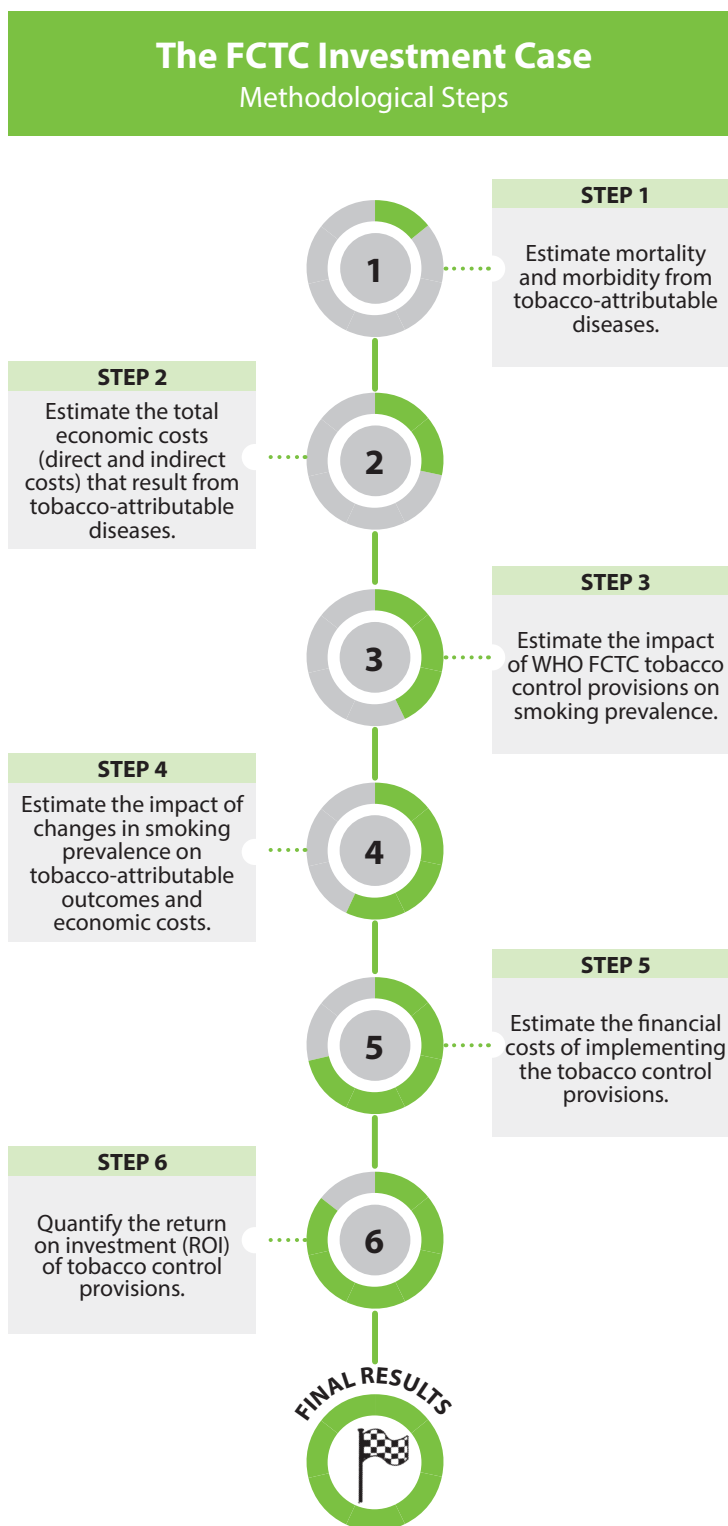 The FCTC Investment Case
Methodological Steps
1
STEP 1
Estimate mortality
and morbidity from
tobacco-attributable
diseases.
STEP 2
Estimate the total
economic costs
(direct and indirect
costs) that result from
tobacco-attributable
diseases.
2
3
STEP 3
Estimate the impact
of WHO FCTC tobacco
control provisions on
smoking prevalence.
STEP 4
Estimate the impact of
changes in smoking
prevalence on
tobacco-attributable
outcomes and
economic costs.
4
5
STEP 5
Estimate the financial
costs of implementing
the tobacco control
provisions.
STEP 6
Quantify the return
on investment (ROI)
of tobacco control
provisions.
6
FINAL RESULTS